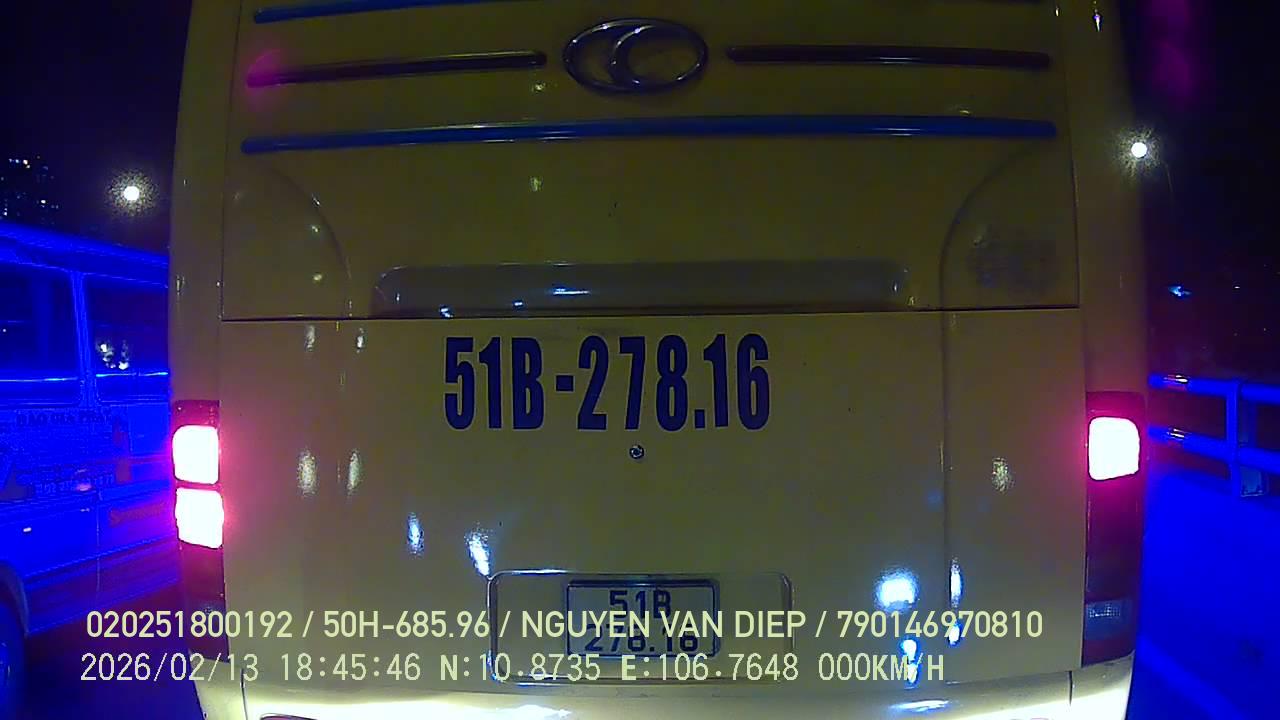 51B-278.16
51B
278.16
020251800192 / 50H-685.96 / NGUYEN VAN DIEP / 790146970810
2026/02/13 18:45:46 N:10.8735 E:106.7648 000KM/H